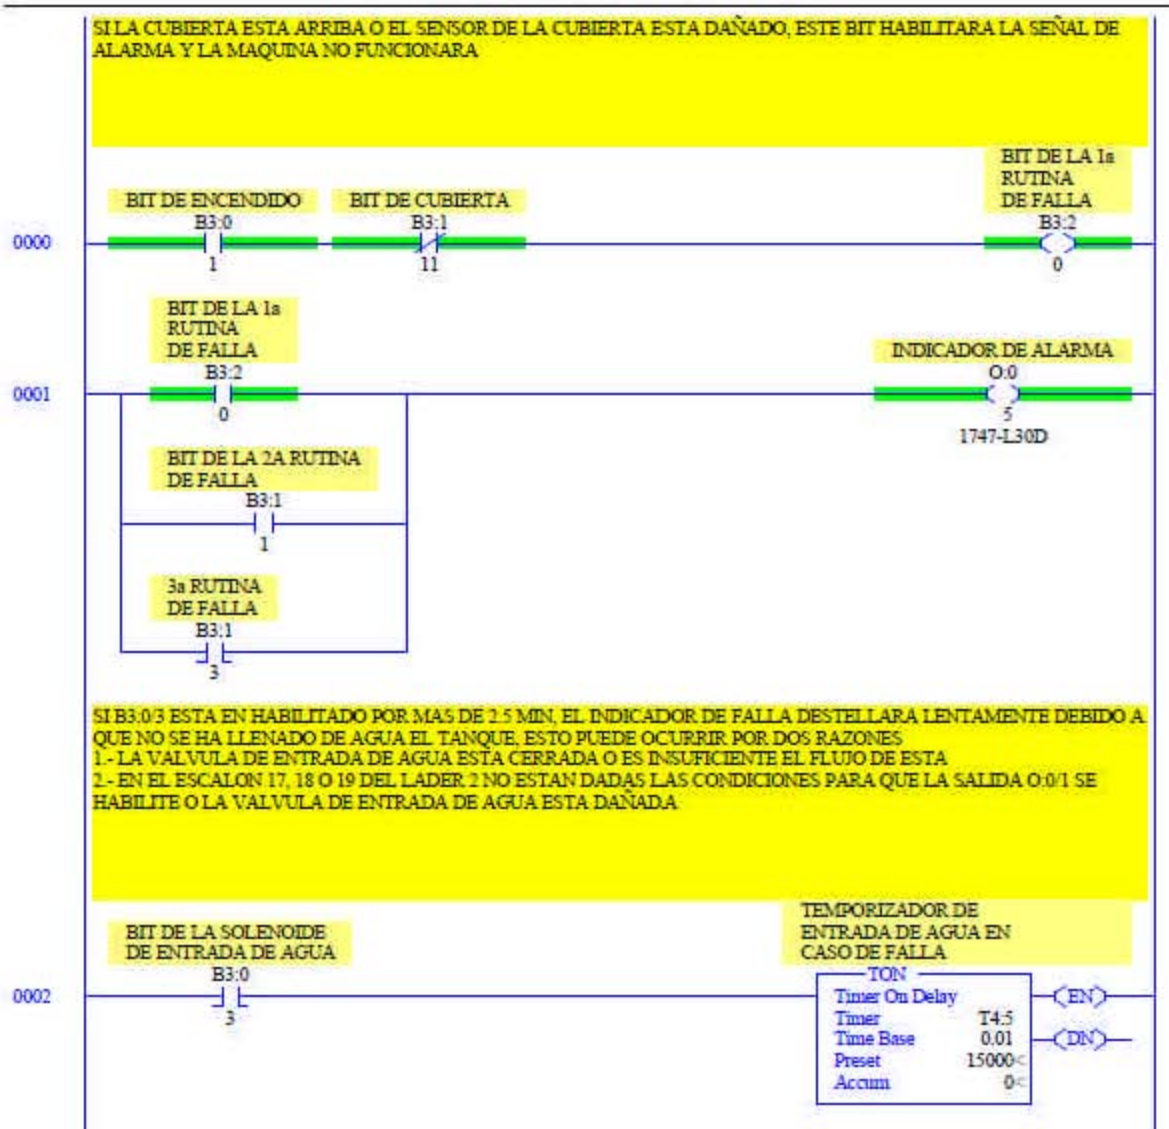 SI LA CUBIERTA ESTA ARRIBA O EL SENSOR DE LA CUBIERTA ESTA DAÑADO, ESTE BIT HABILITARA LA SEÑAL DE
ALARMA Y LA MAQUINA NO FUNCIONARA
BIT DE LA 1a
RUTINA
DE FALLA
BIT DE ENCENDIDO
BIT DE CUBIERTA
B3:0
B3:1
B3:2
0000
1
11
0
BIT DE LA 1a
RUTINA
DE FALLA
INDICADOR DE ALARMA
B3:2
O:0
0001
0
5
1747-L30D
BIT DE LA 2A RUTINA
DE FALLA
B3:1
1
3a RUTINA
DE FALLA
B3:1
3
SI B3:0/3 ESTA EN HABILITADO POR MAS DE 2.5 MIN, EL INDICADOR DE FALLA DESTELLARA LENTAMENTE DEBIDO A
QUE NO SE HA LLENADO DE AGUA EL TANQUE, ESTO PUEDE OCURRIR POR DOS RAZONES
1.- LA VALVULA DE ENTRADA DE AGUA ESTA CERRADA O ES INSUFICIENTE EL FLUJO DE ESTA
2.- EN EL ESCALON 17, 18 O 19 DEL LADER 2 NO ESTAN DADAS LAS CONDICIONES PARA QUE LA SALIDA O:0/1 SE
HABILITE O LA VALVULA DE ENTRADA DE AGUA ESTA DAÑADA
TEMPORIZADOR DE
ENTRADA DE AGUA EN
CASO DE FALLA
BIT DE LA SOLENOIDE
DE ENTRADA DE AGUA
B3:0
0002
3
TON
Timer On Delay
Timer T4:5
Time Base 0.01
Preset 15000<
Accum 0<
EN
DN